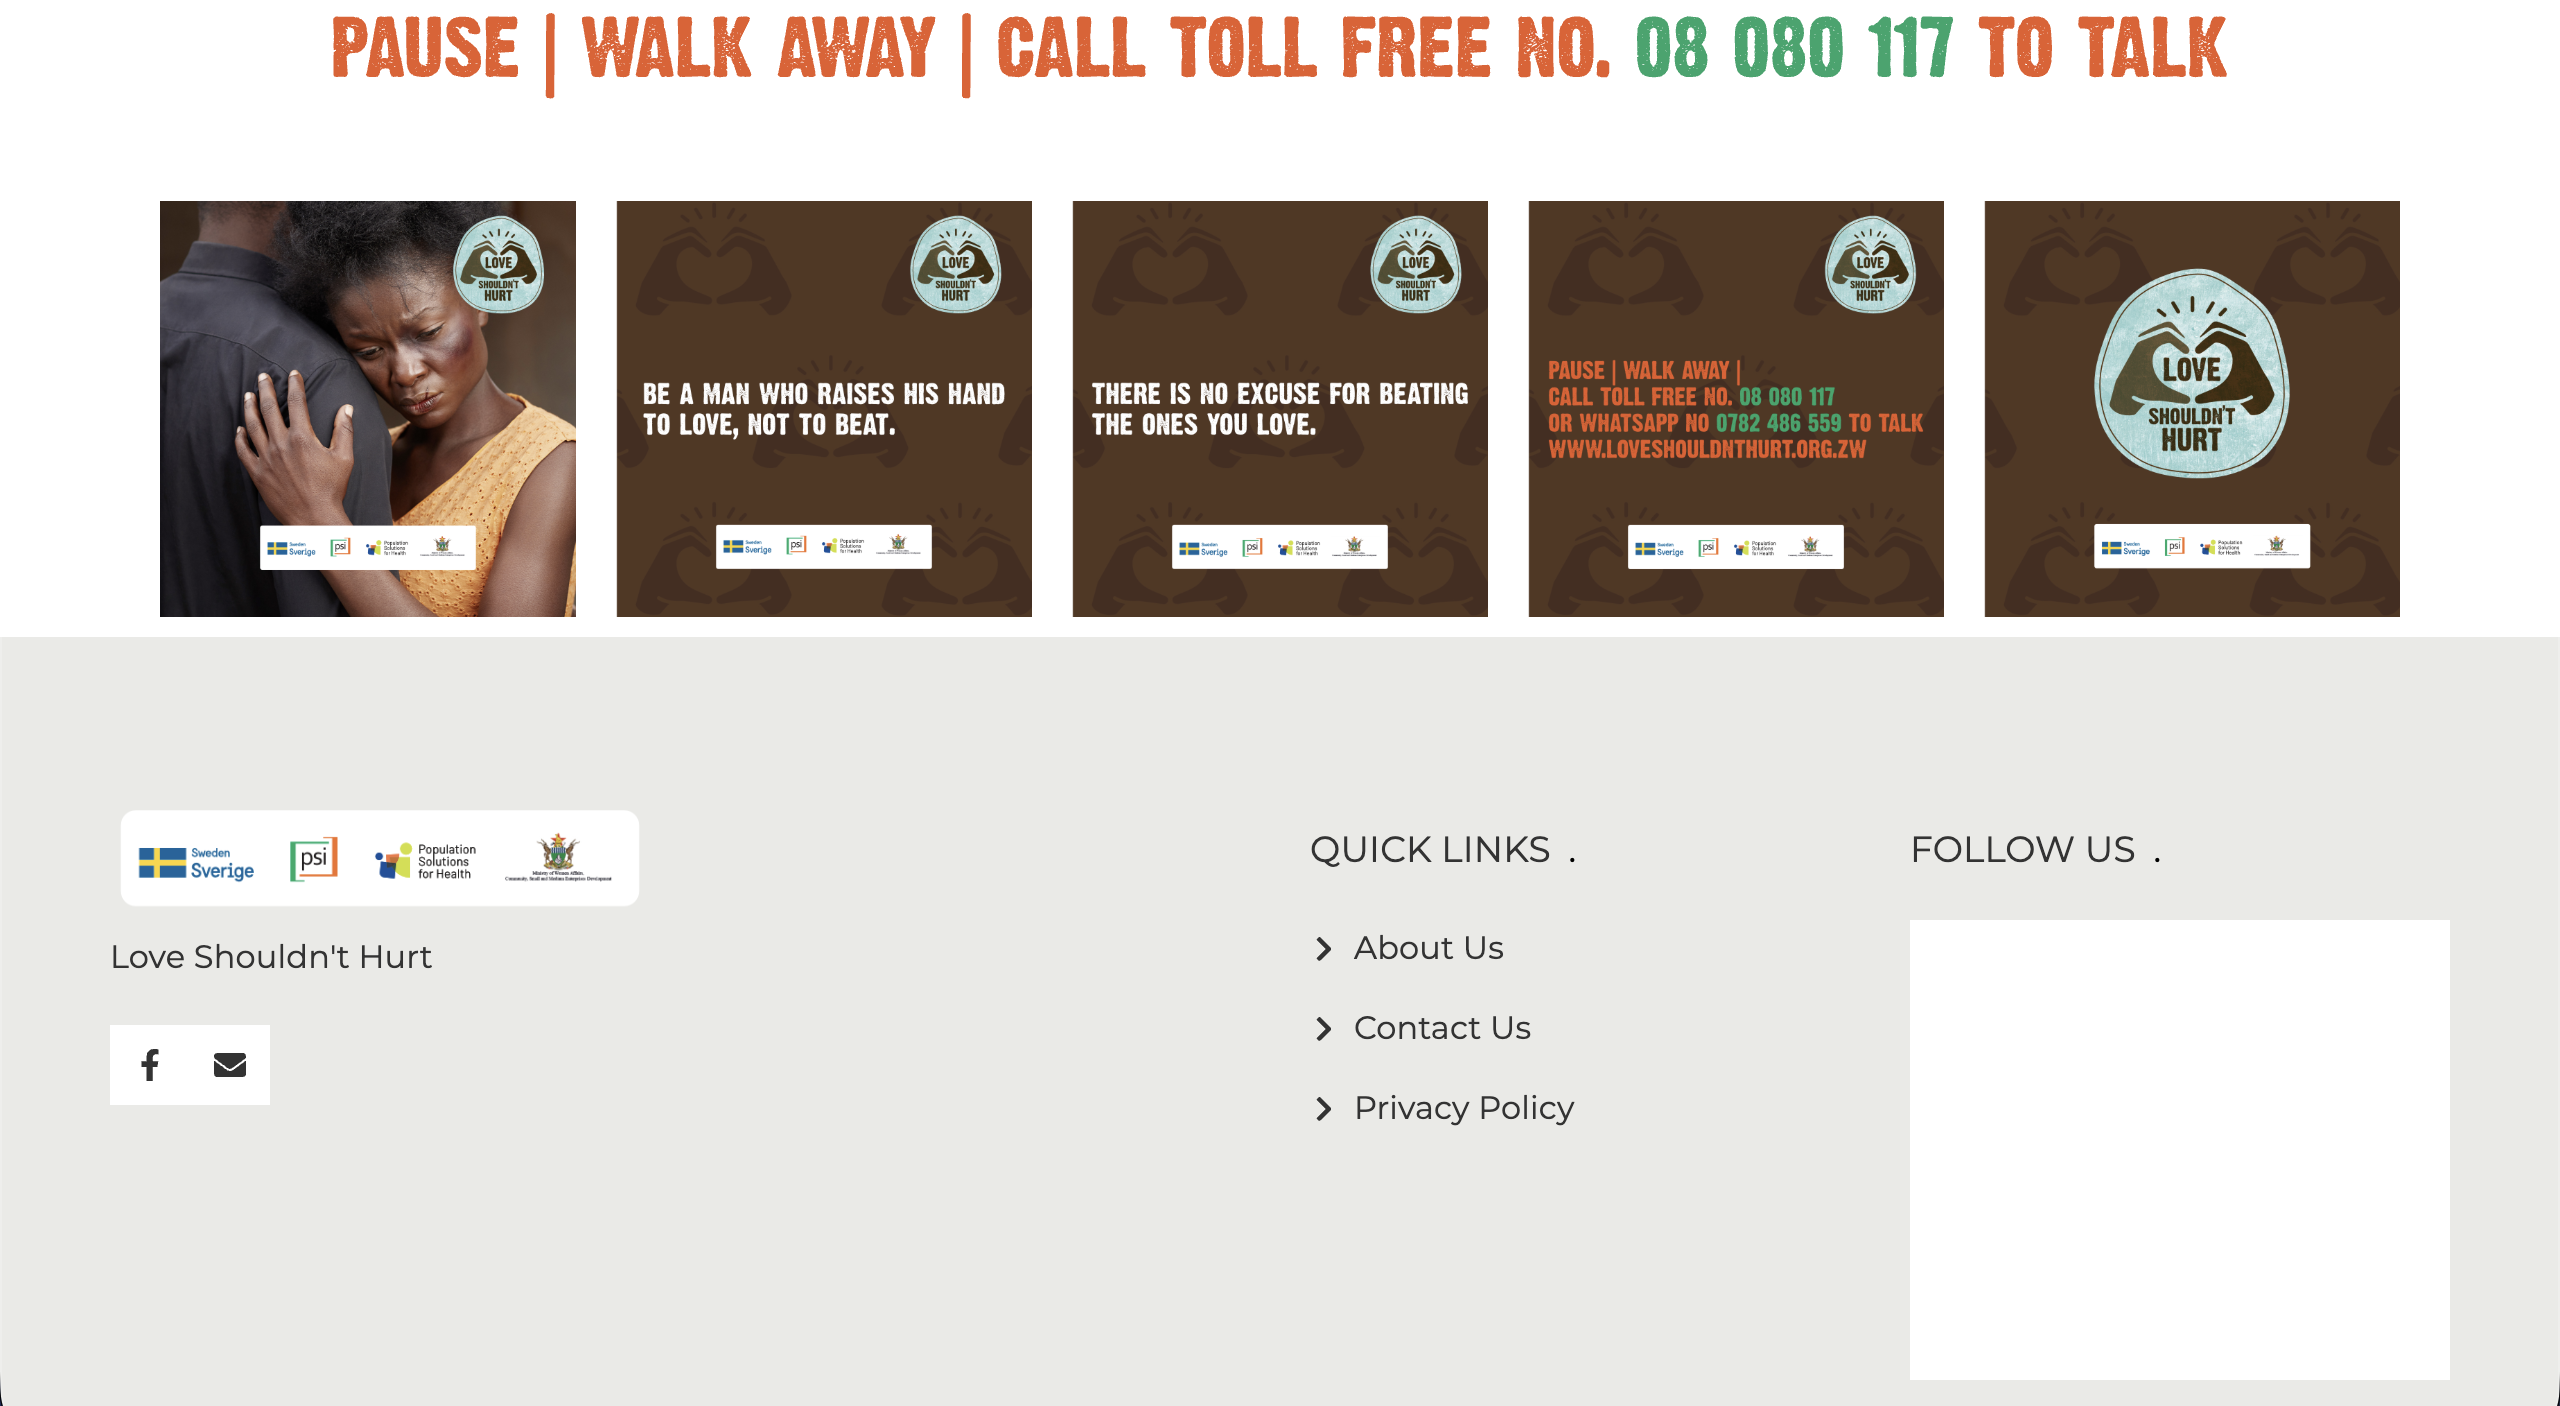 PAUSE | WALK AWAY | CALL TOLL FREE NO. 08 080 117 TO TALK
LOVE
SHOULDN'T
HURT
Sweden
Sverige
psi
Population
Solutions
for Health
LOVE
SHOULDN'T
HURT
BE A MAN WHO RAISES HIS HAND
TO LOVE, NOT TO BEAT.
Sweden
Sverige
psi
Population
Solutions
for Health
LOVE
SHOULDN'T
HURT
THERE IS NO EXCUSE FOR BEATING
THE ONES YOU LOVE.
Sweden
Sverige
psi
Population
Solutions
for Health
LOVE
SHOULDN'T
HURT
PAUSE | WALK AWAY |
CALL TOLL FREE NO. 08 080 117
OR WHATSAPP NO 0782 486 559 TO TALK
WWW.LOVESHOULDNTHURT.ORG.ZW
Sweden
Sverige
psi
Population
Solutions
for Health
LOVE
SHOULDN'T
HURT
Sweden
Sverige
psi
Population
Solutions
for Health
Sweden
Sverige
psi
Population
Solutions
for Health
Ministry of Women Affairs,
Community, Small and Medium Enterprises Development
Love Shouldn't Hurt
QUICK LINKS .
About Us
Contact Us
Privacy Policy
FOLLOW US .